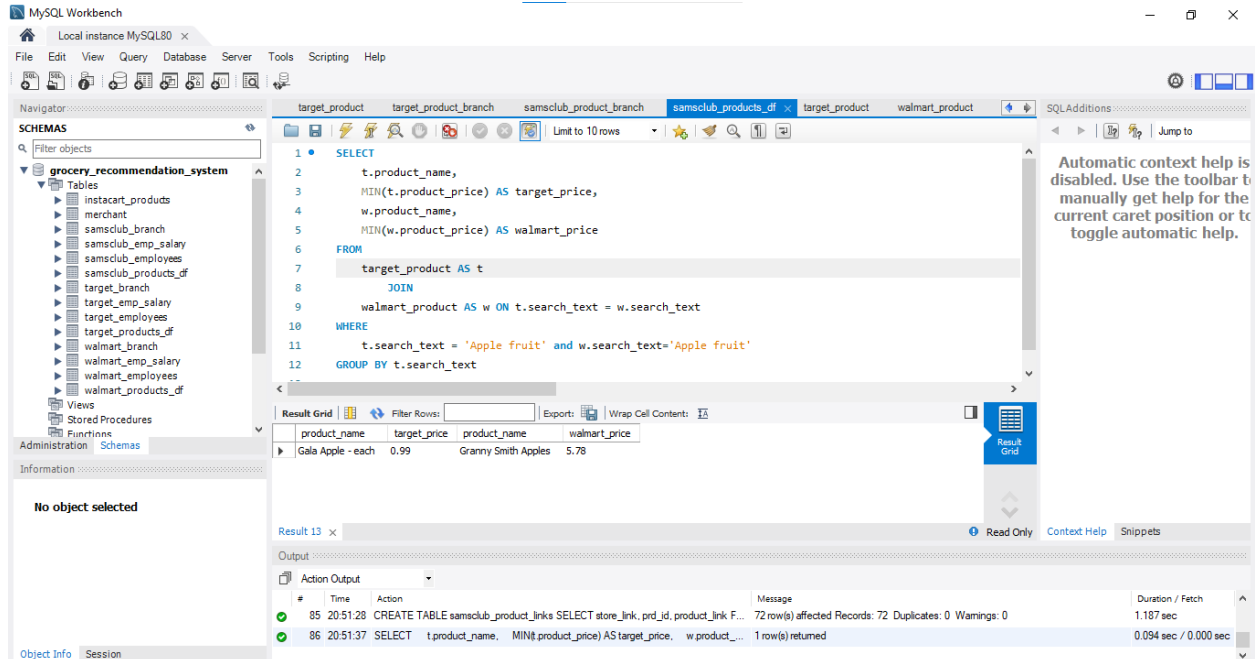 MySQL Workbench
Local instance MySQL80
File Edit View Query Database Server Tools Scripting Help
Navigator
SCHEMAS
Filter objects
grocery_recommendation_system
Tables
instacart_products
merchant
samsclub_branch
samsclub_emp_salary
samsclub_employees
samsclub_products_df
target_branch
target_emp_salary
target_employees
target_products_df
walmart_branch
walmart_emp_salary
walmart_employees
walmart_products_df
Views
Stored Procedures
Functions
Administration Schemas
Information
No object selected
Object Info Session
target_product target_product_branch samsclub_product_branch samsclub_products_df target_product walmart_product
Limit to 10 rows
1 SELECT
2 t.product_name,
3 MIN(t.product_price) AS target_price,
4 w.product_name,
5 MIN(w.product_price) AS walmart_price
6 FROM
7 target_product AS t
8 JOIN
9 walmart_product AS w ON t.search_text = w.search_text
10 WHERE
11 t.search_text = 'Apple fruit' and w.search_text='Apple fruit'
12 GROUP BY t.search_text
Result Grid Filter Rows: Export: Wrap Cell Content:
product_name target_price product_name walmart_price
Gala Apple - each 0.99 Granny Smith Apples 5.78
Result Grid
Result 13 Read Only
SQLAdditions
Jump to
Automatic context help is
disabled. Use the toolbar to
manually get help for the
current caret position or to
toggle automatic help.
Context Help Snippets
Output
Action Output
# Time Action Message Duration / Fetch
85 20:51:28 CREATE TABLE samsclub_product_links SELECT store_link, prd_id, product_link F... 72 row(s) affected Records: 72 Duplicates: 0 Warnings: 0 1.187 sec
86 20:51:37 SELECT t.product_name, MIN(t.product_price) AS target_price, w.product_... 1 row(s) returned 0.094 sec / 0.000 sec